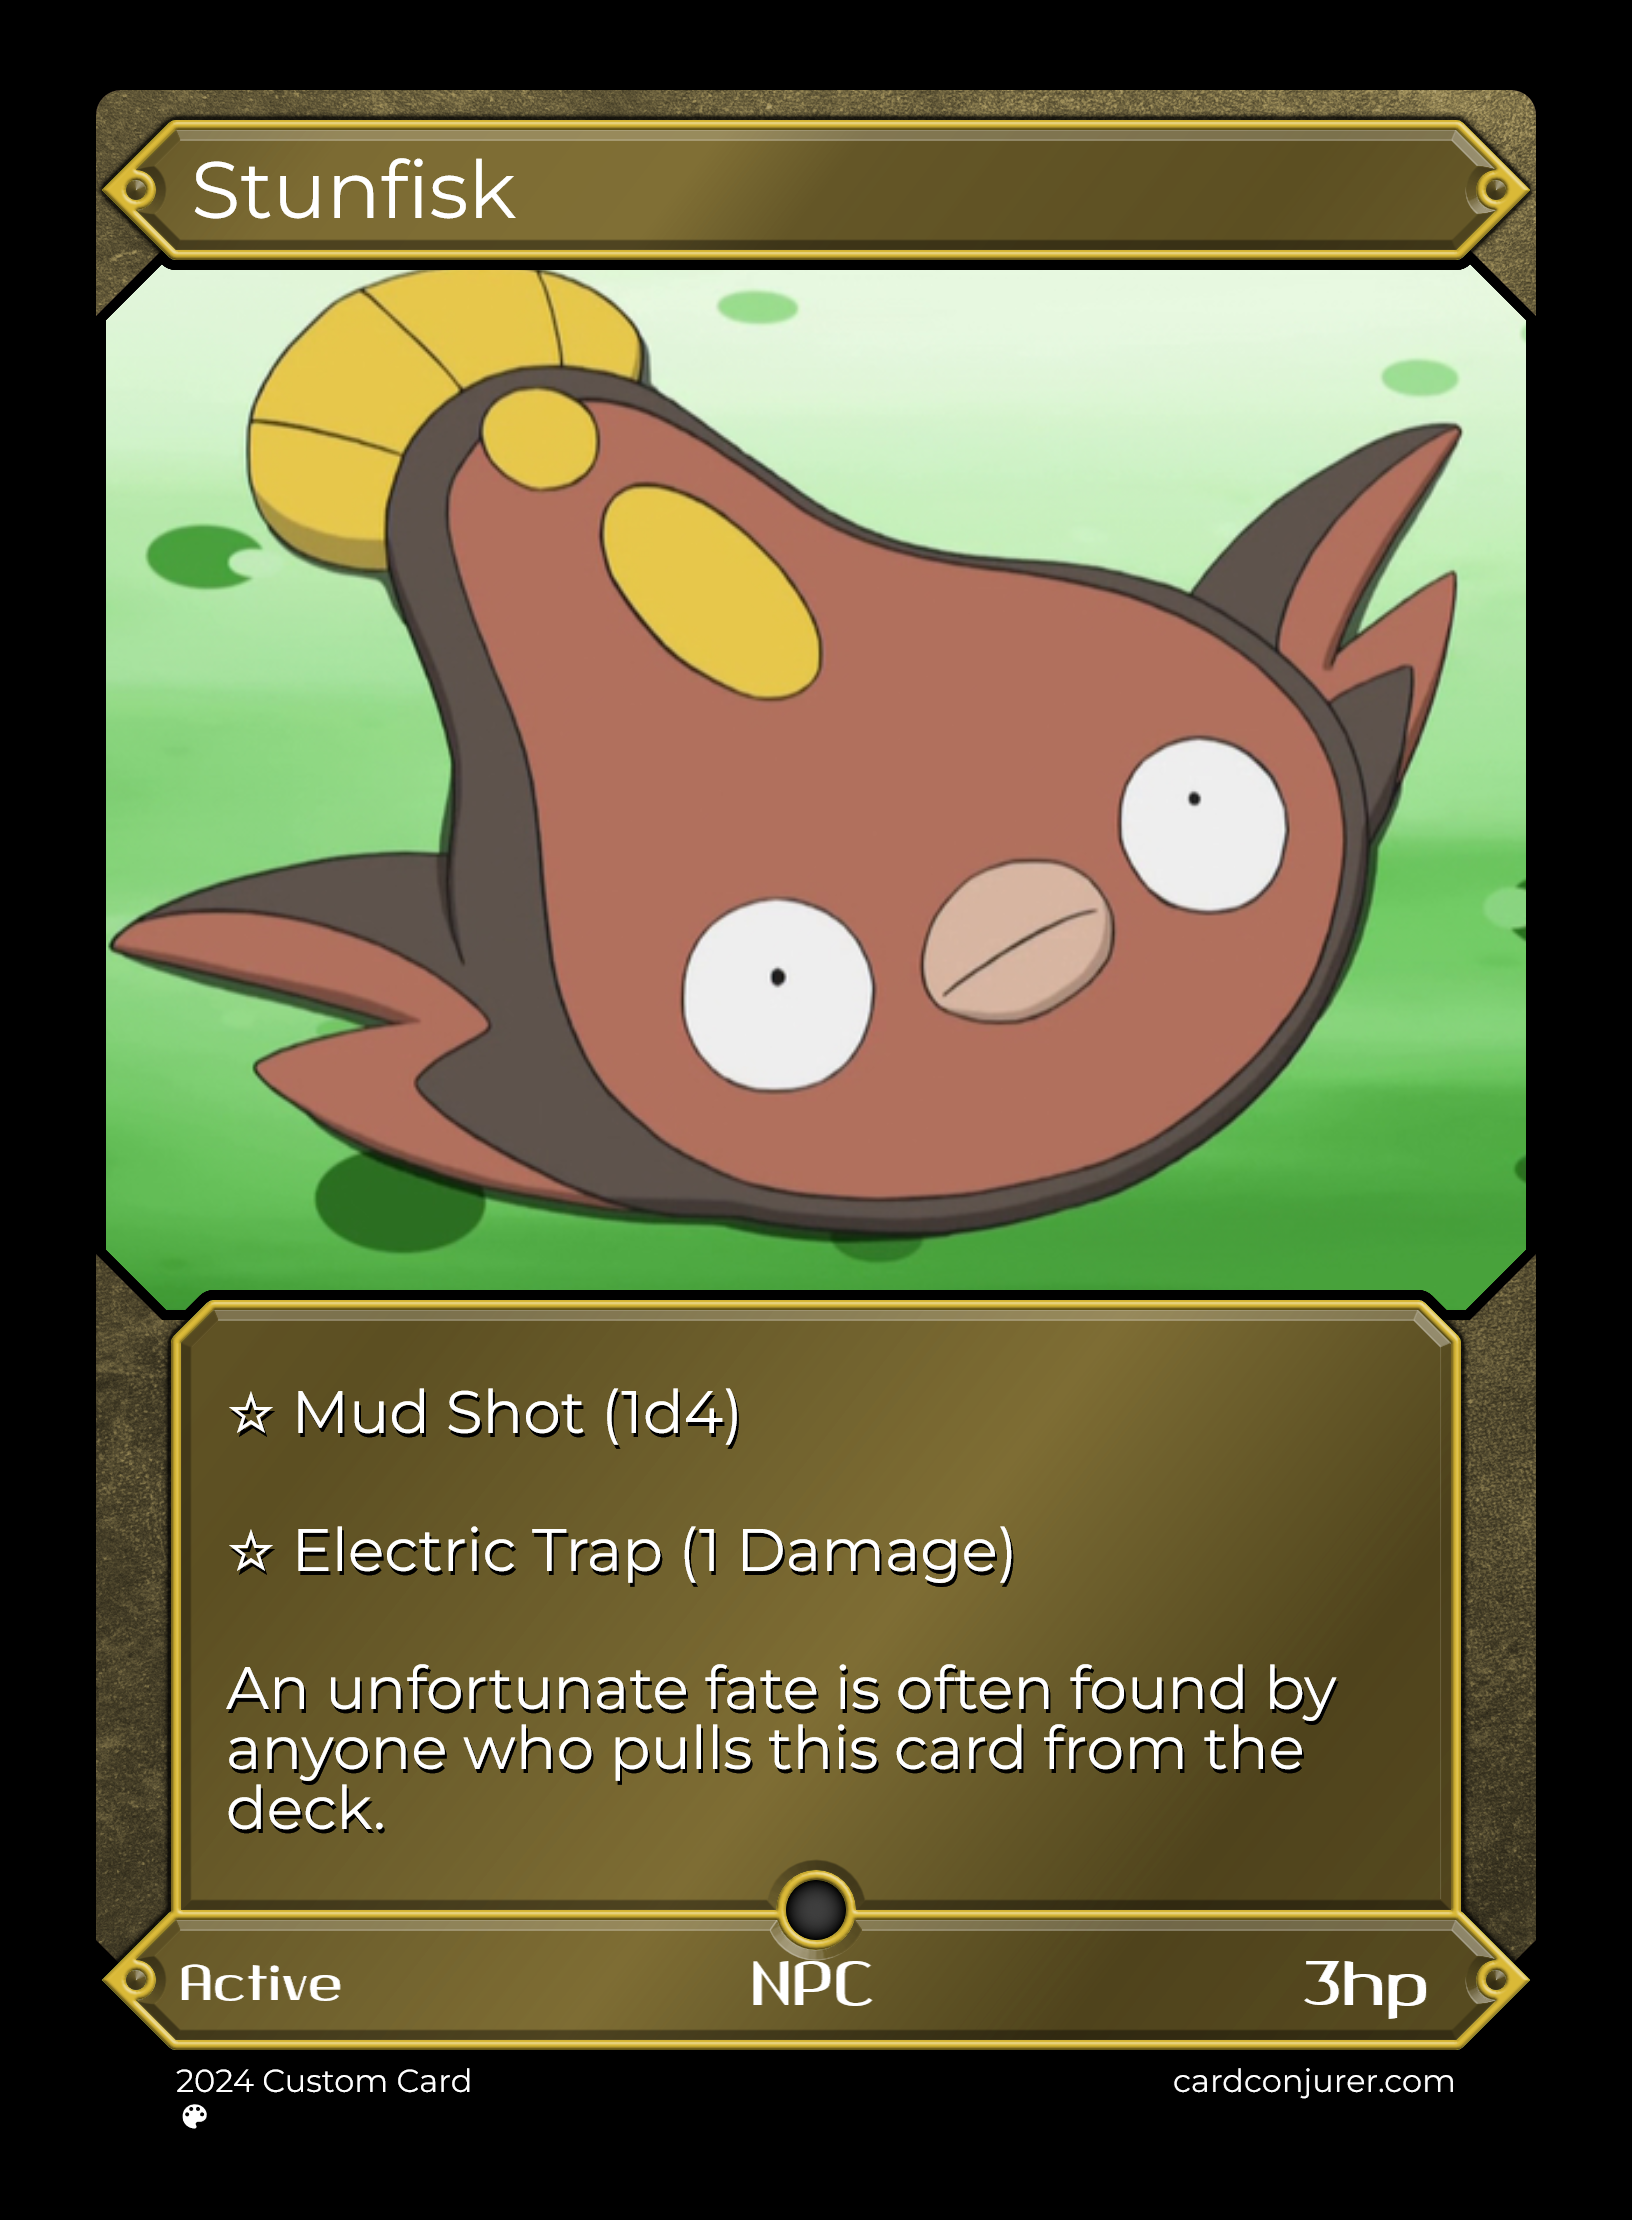 Stunfisk
☆ Mud Shot (1d4)
☆ Electric Trap (1 Damage)
An unfortunate fate is often found by
anyone who pulls this card from the
deck.
Active NPC 3hp
2024 Custom Card cardconjurer.com